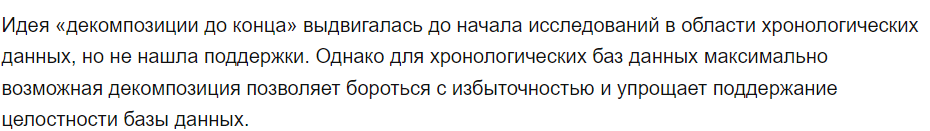 Идея «декомпозиции до конца» выдвигалась до начала исследований в области хронологических
данных, но не нашла поддержки. Однако для хронологических баз данных максимально
возможная декомпозиция позволяет бороться с избыточностью и упрощает поддержание
целостности базы данных.